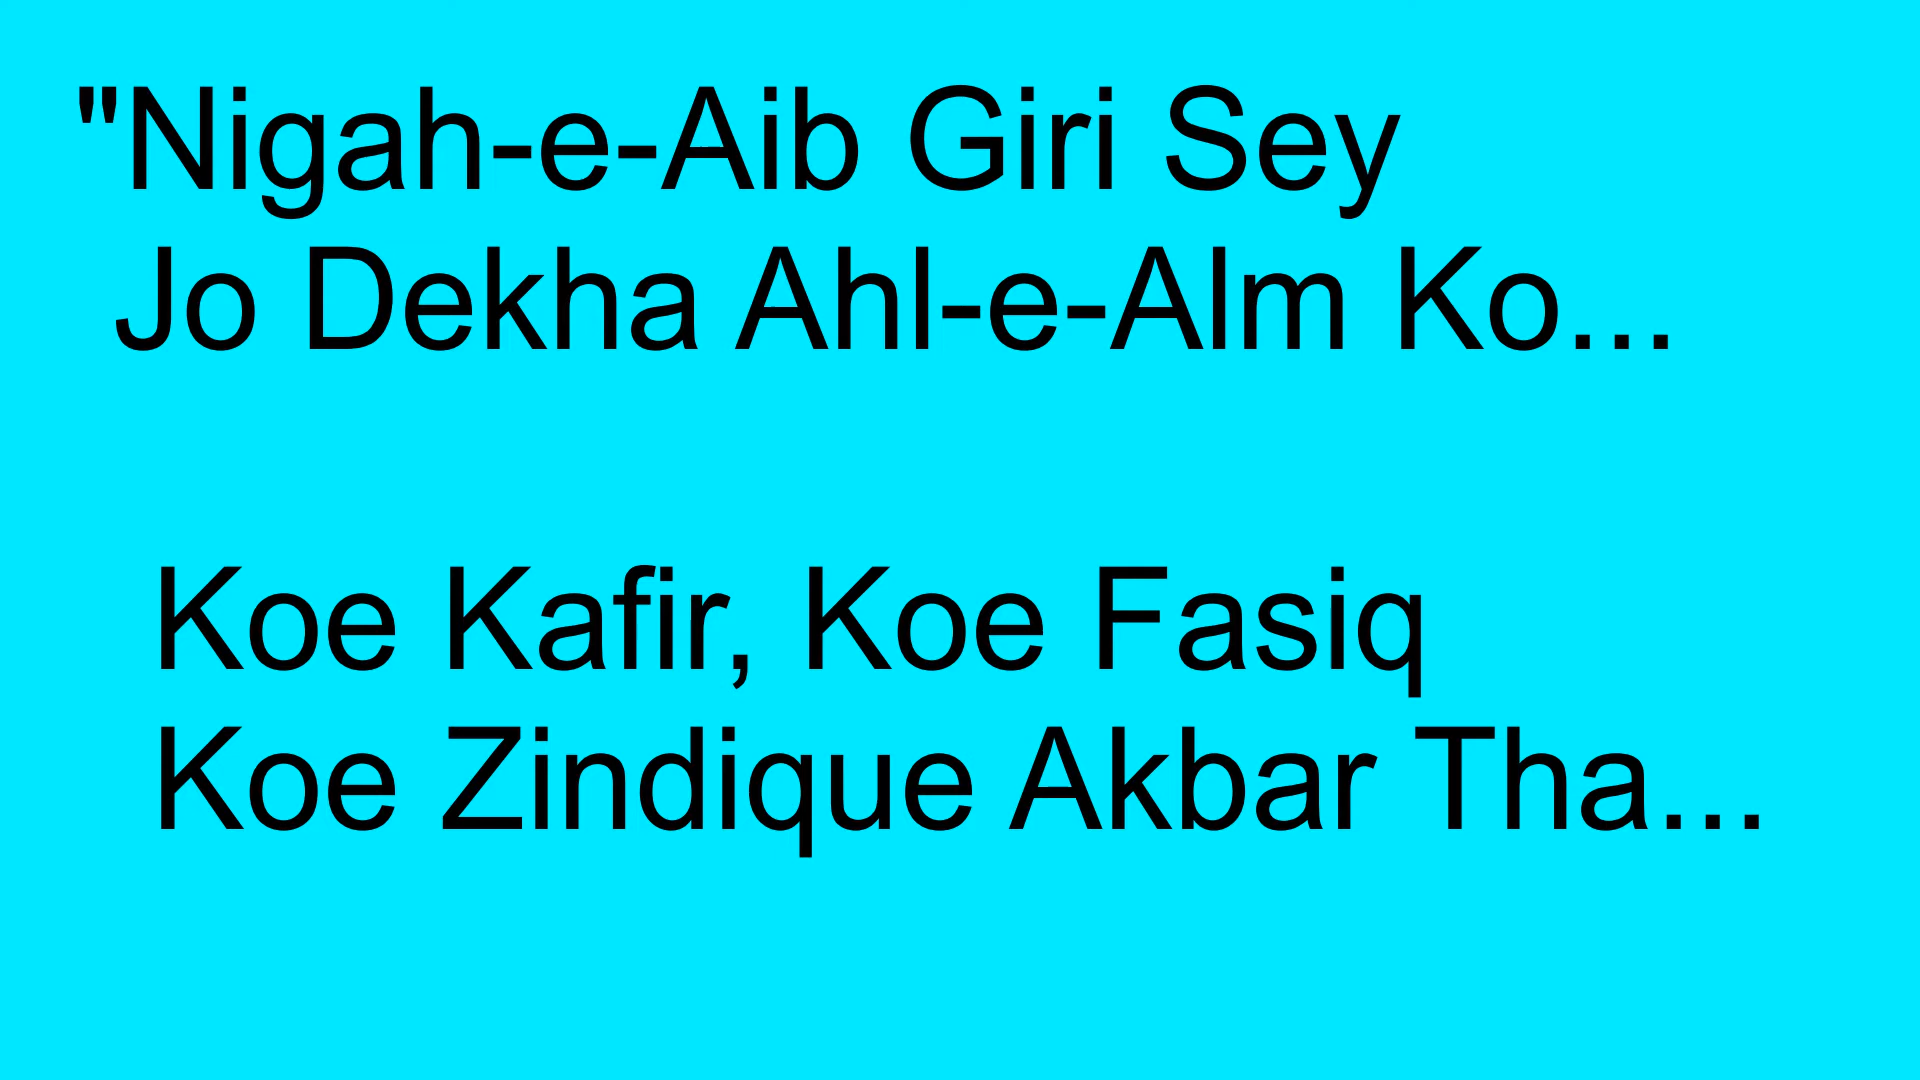 "Nigah-e-Aib Giri Sey
Jo Dekha Ahl-e-Alm Ko...
Koe Kafir, Koe Fasiq
Koe Zindique Akbar Tha...